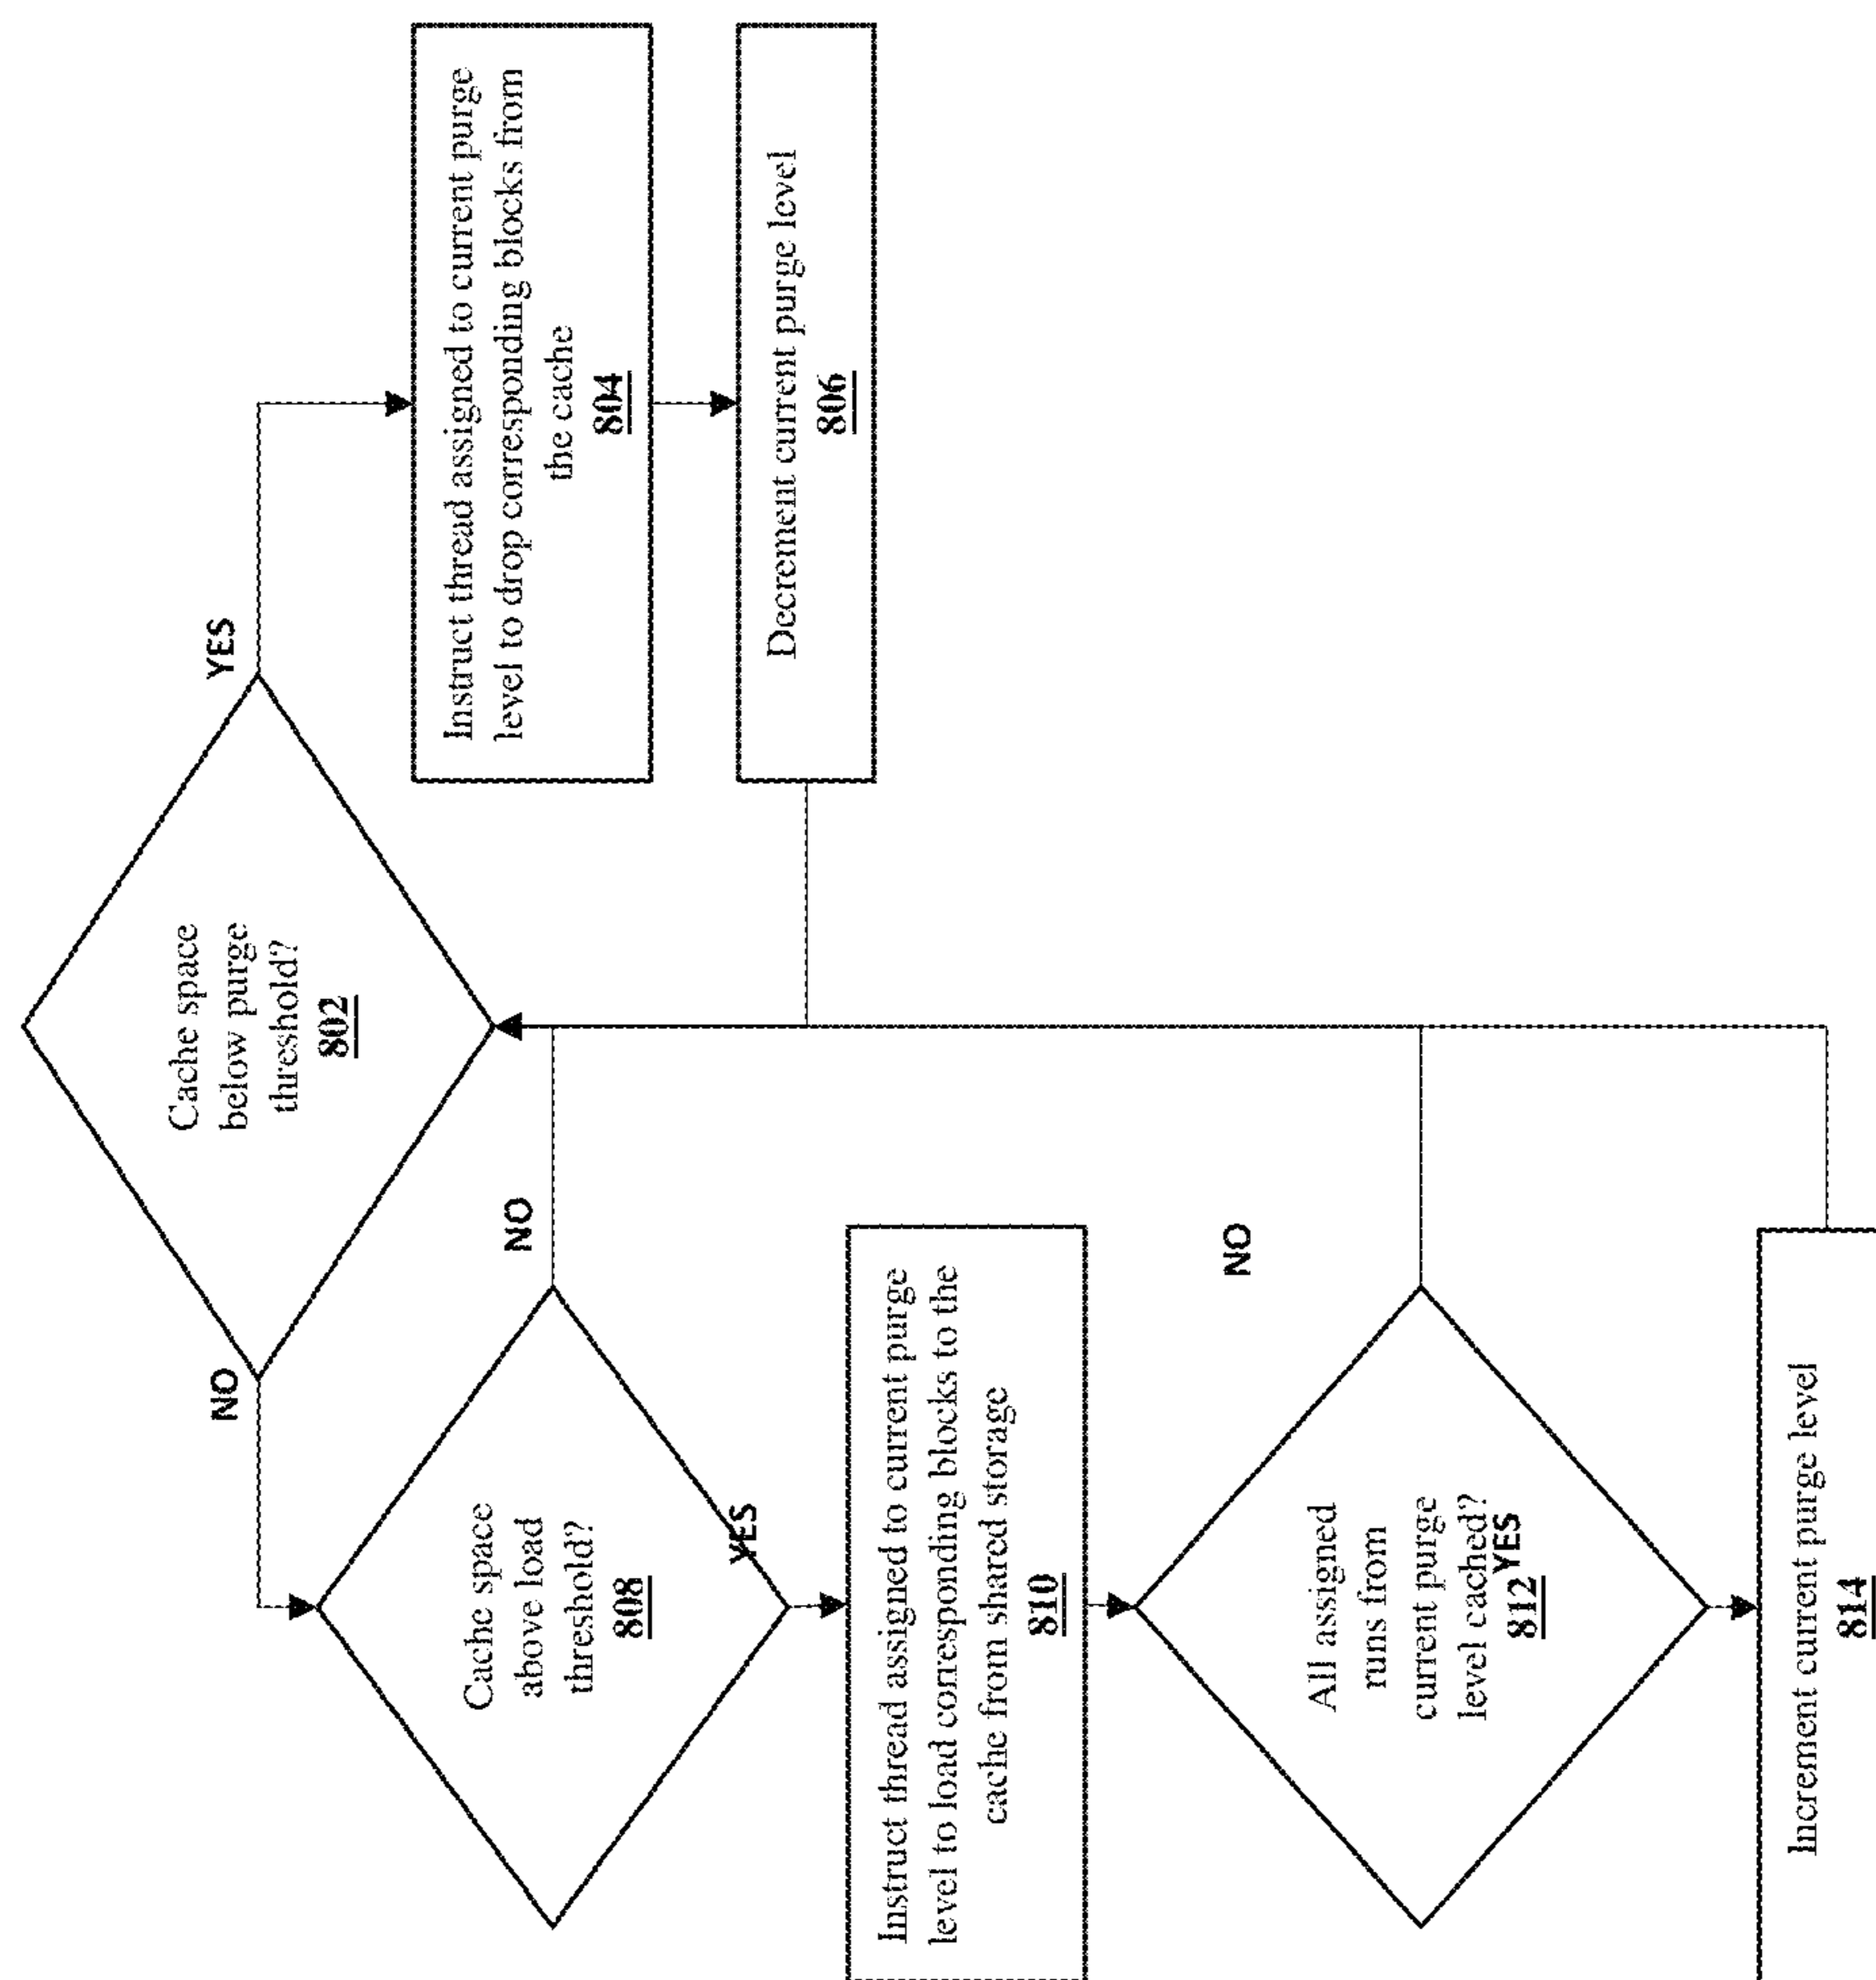 Cache space
below purge
threshold?
802
YES
NO
Instruct thread assigned to current purge
level to drop corresponding blocks from
the cache
804
Decrement current purge level
806
Cache space
above load
threshold?
808
NO
YES
Instruct thread assigned to current purge
level to load corresponding blocks to the
cache from shared storage
810
All assigned
runs from
current purge
level cached?
812
NO
YES
Increment current purge level
814